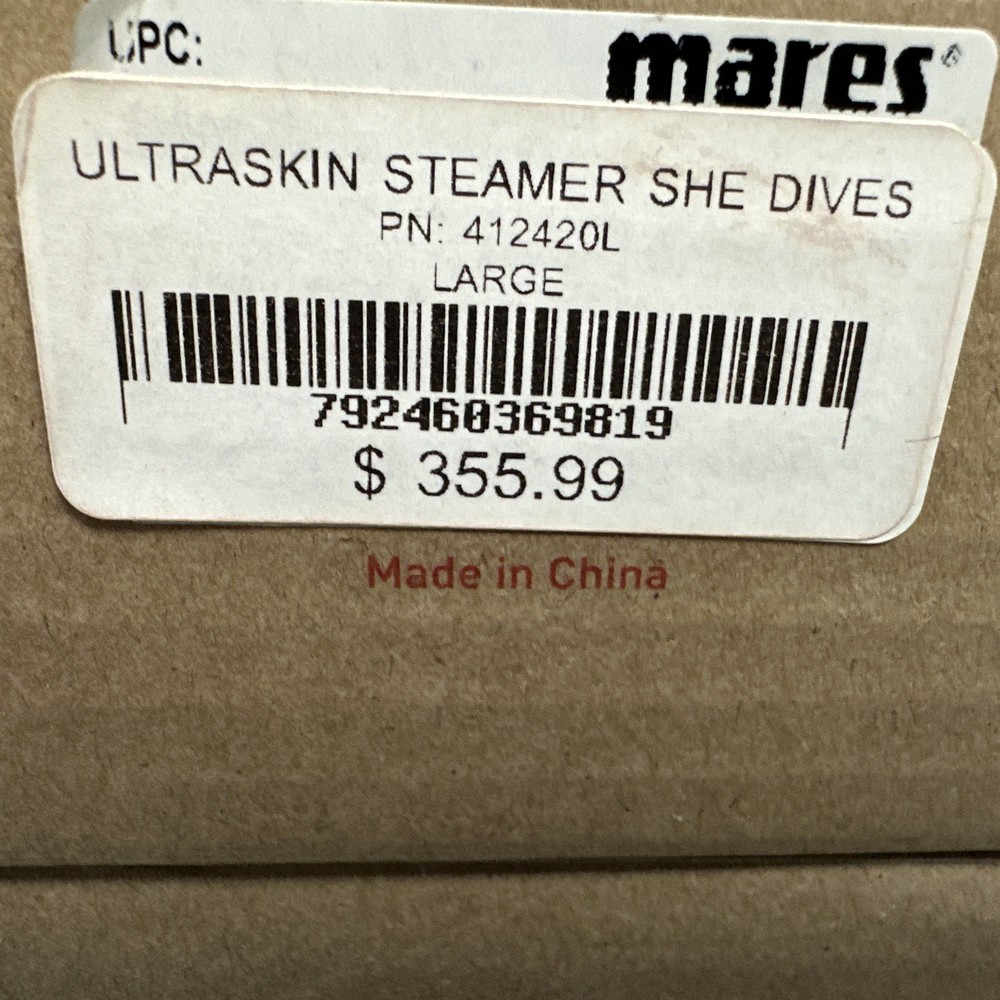 UPC:
mares®
ULTRASKIN STEAMER SHE DIVES
PN: 412420L
LARGE
792460369819
$ 355.99
Made in China